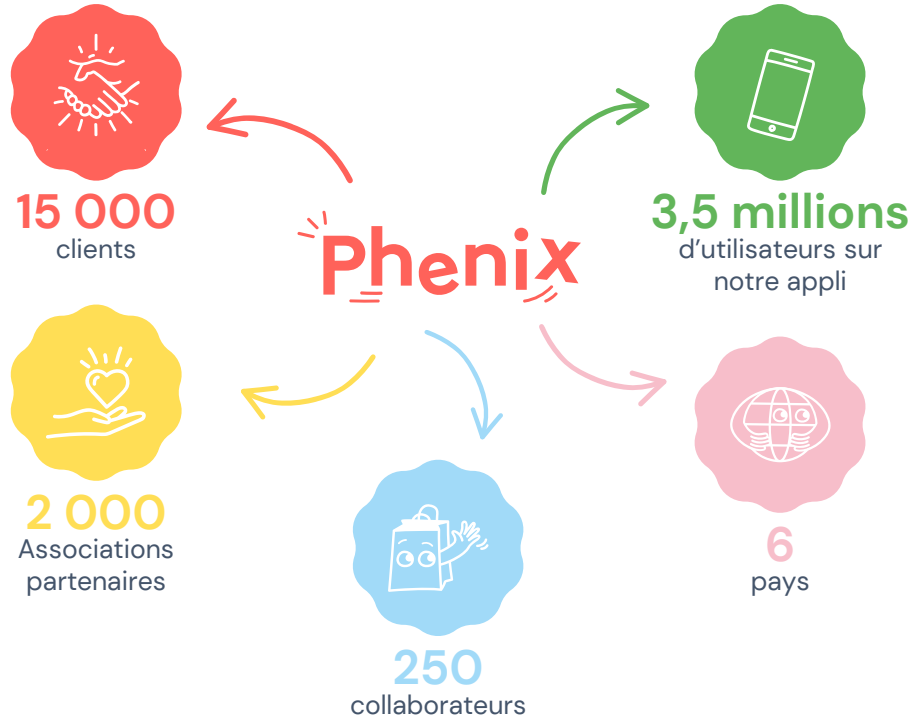 15 000
clients
3,5 millions
d'utilisateurs sur
notre appli
Phenix
2 000
Associations
partenaires
6
pays
250
collaborateurs